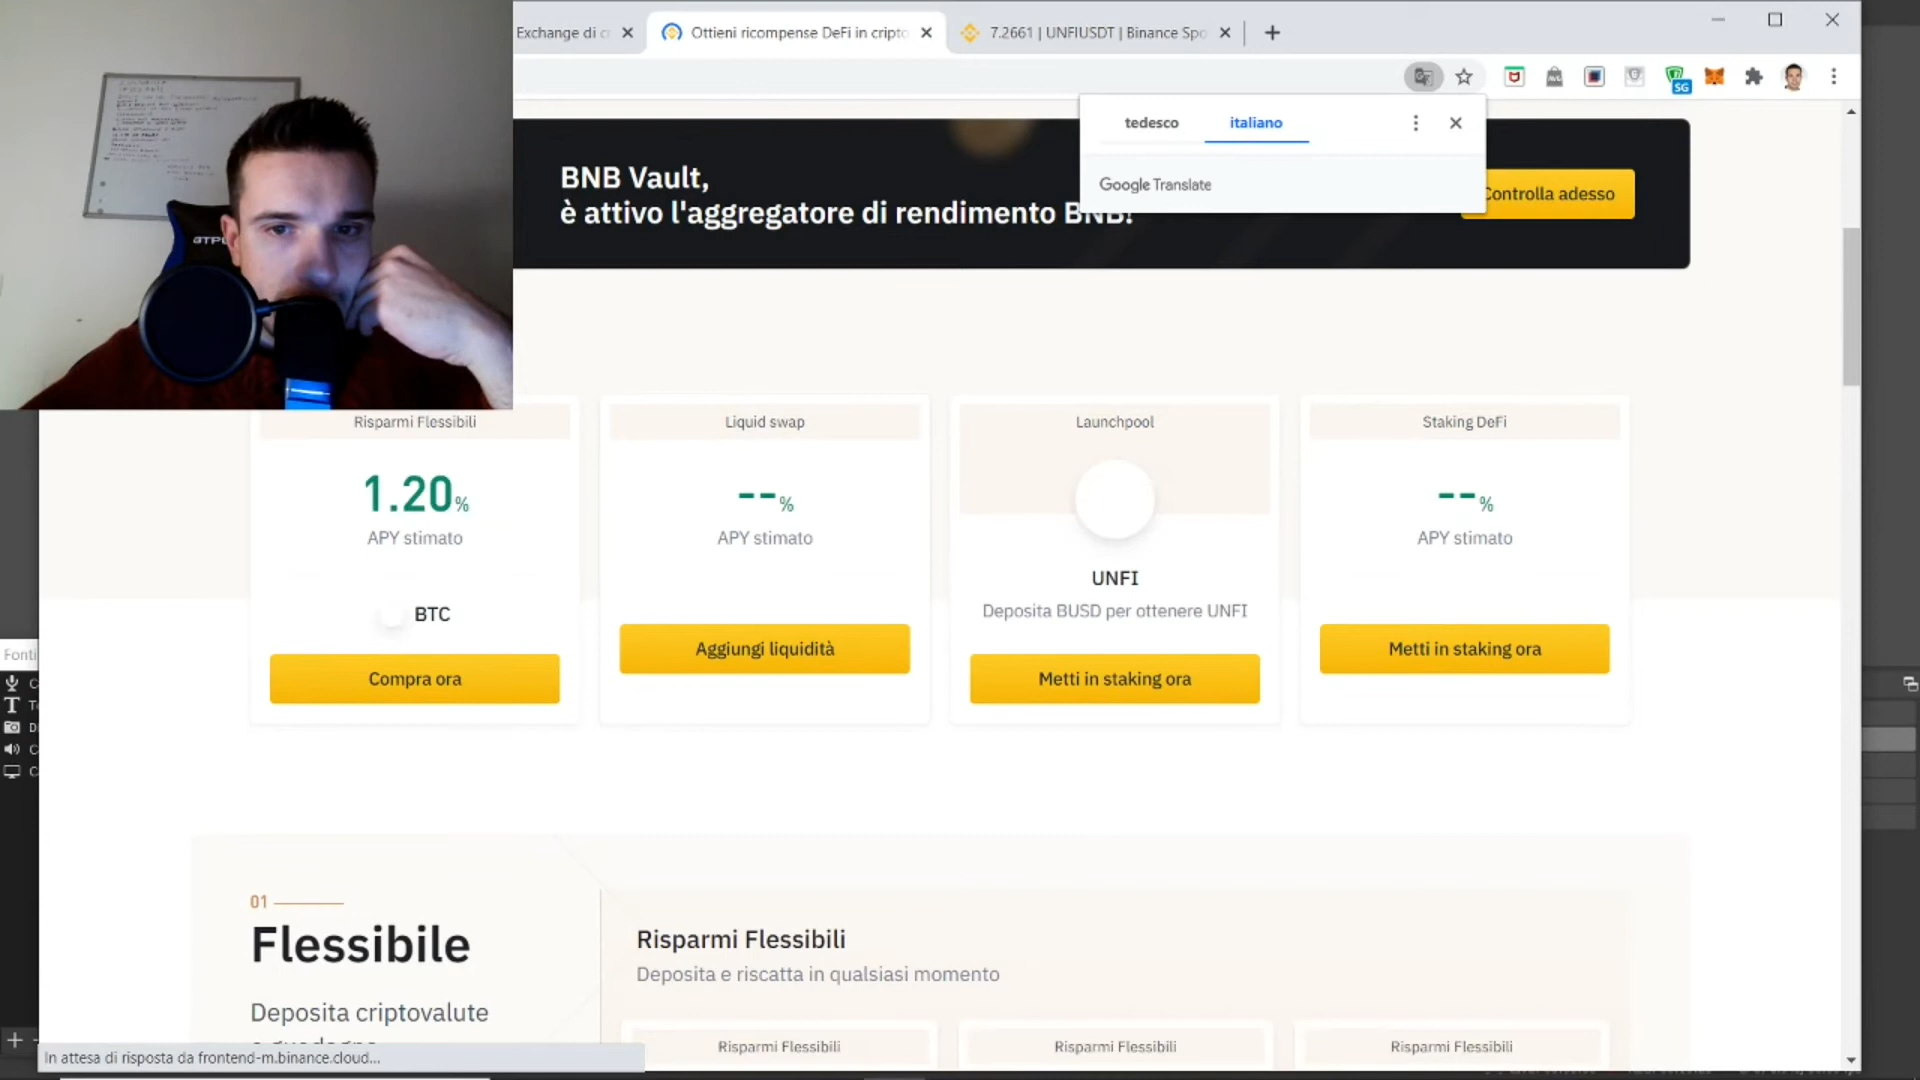 Exchange di c
Ottieni ricompense DeFi in cripto
7.2661 | UNFIUSDT | Binance Spo
SG
tedesco
italiano
Google Translate
BNB Vault,
è attivo l'aggregatore di rendimento BNB!
Controlla adesso
GTPL
Risparmi Flessibili
1.20%
APY stimato
BTC
Compra ora
Liquid swap
--%
APY stimato
Aggiungi liquidità
Launchpool
UNFI
Deposita BUSD per ottenere UNFI
Metti in staking ora
Staking DeFi
--%
APY stimato
Metti in staking ora
Fonti
C
Te
Di
C
C
01
Flessibile
Deposita criptovalute
Risparmi Flessibili
Deposita e riscatta in qualsiasi momento
Risparmi Flessibili
Risparmi Flessibili
Risparmi Flessibili
In attesa di risposta da frontend-m.binance.cloud...